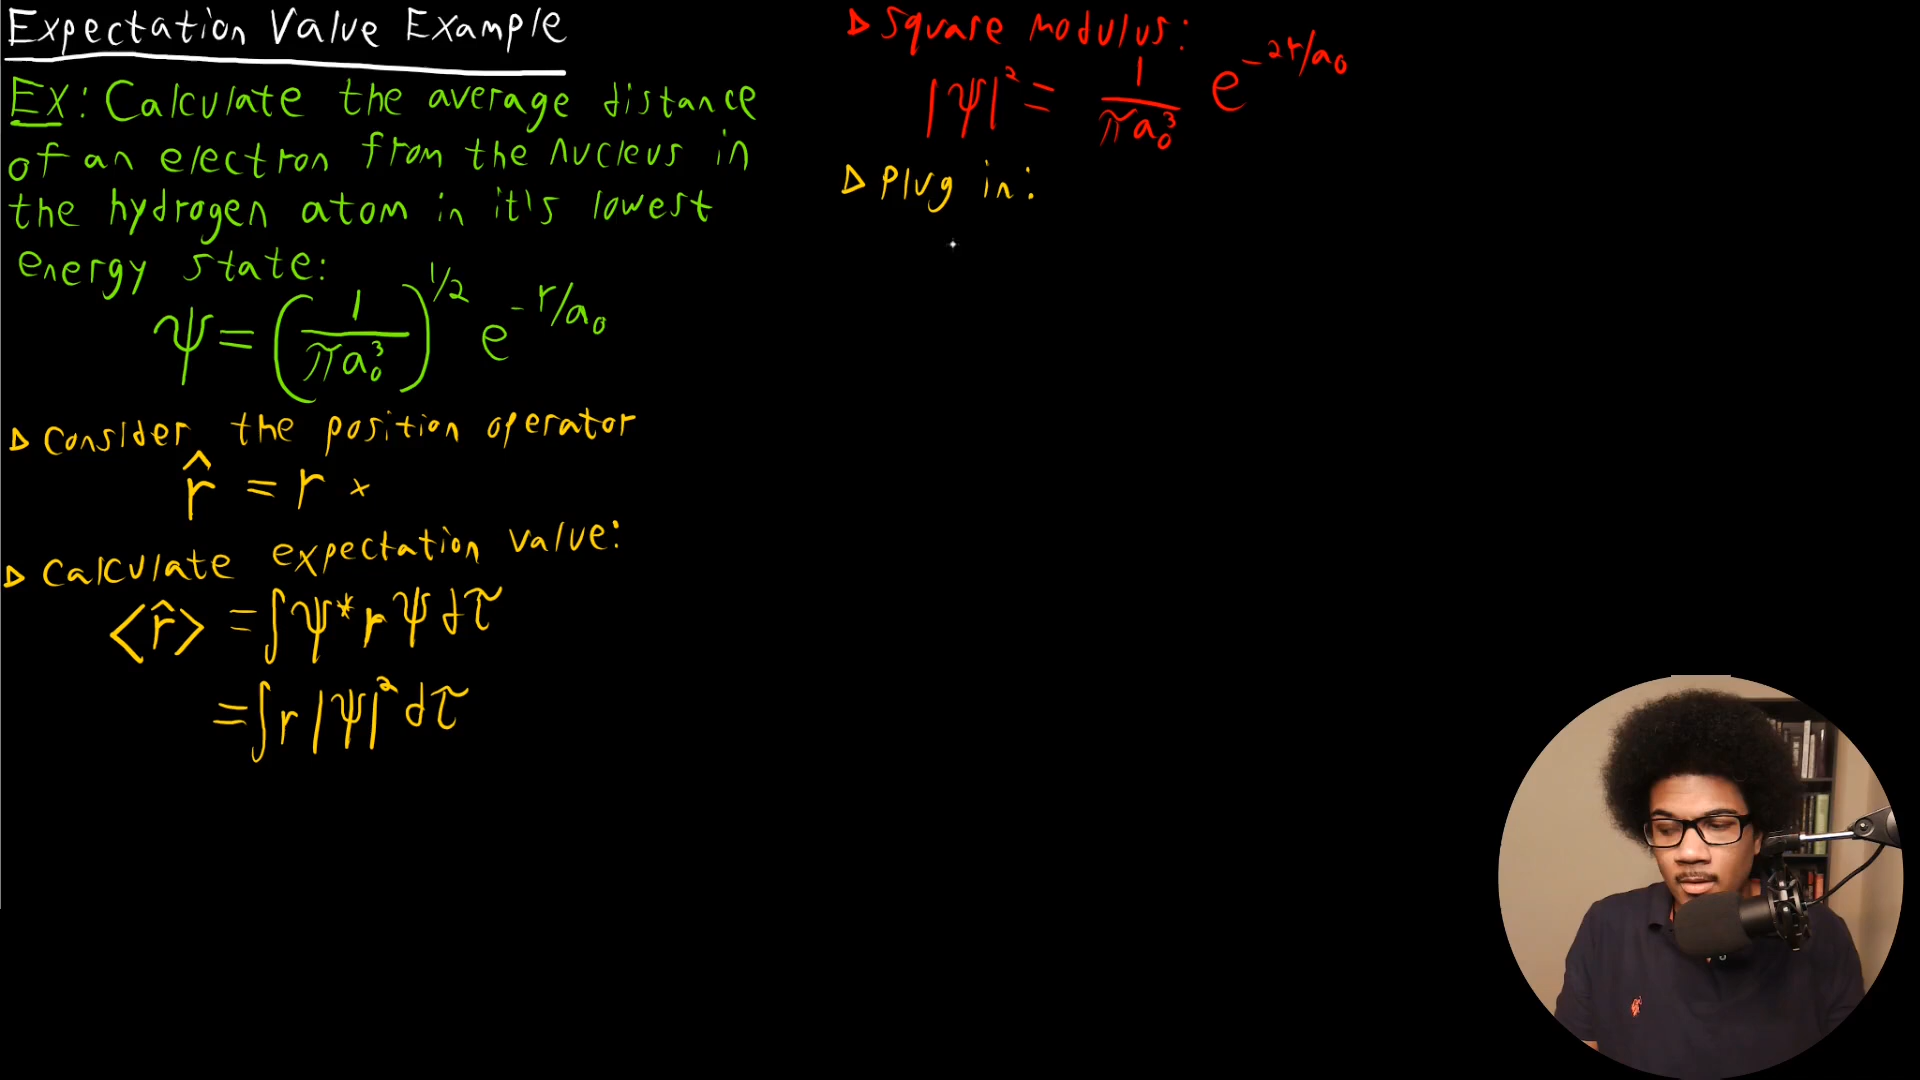 Expectation Value Example
Ex: Calculate the average distance
of an electron from the nucleus in
the hydrogen atom in it's lowest
energy state:
ψ = (1/πa₀³)^1/2 e^-r/a₀
▷ Consider the position operator
r̂ = r ×
▷ Calculate expectation value:
<r̂> = ∫ψ* r ψ dτ
= ∫ r |ψ|² dτ
▷ Square modulus:
|ψ|² = 1/πa₀³ e^-2r/a₀
▷ Plug in: